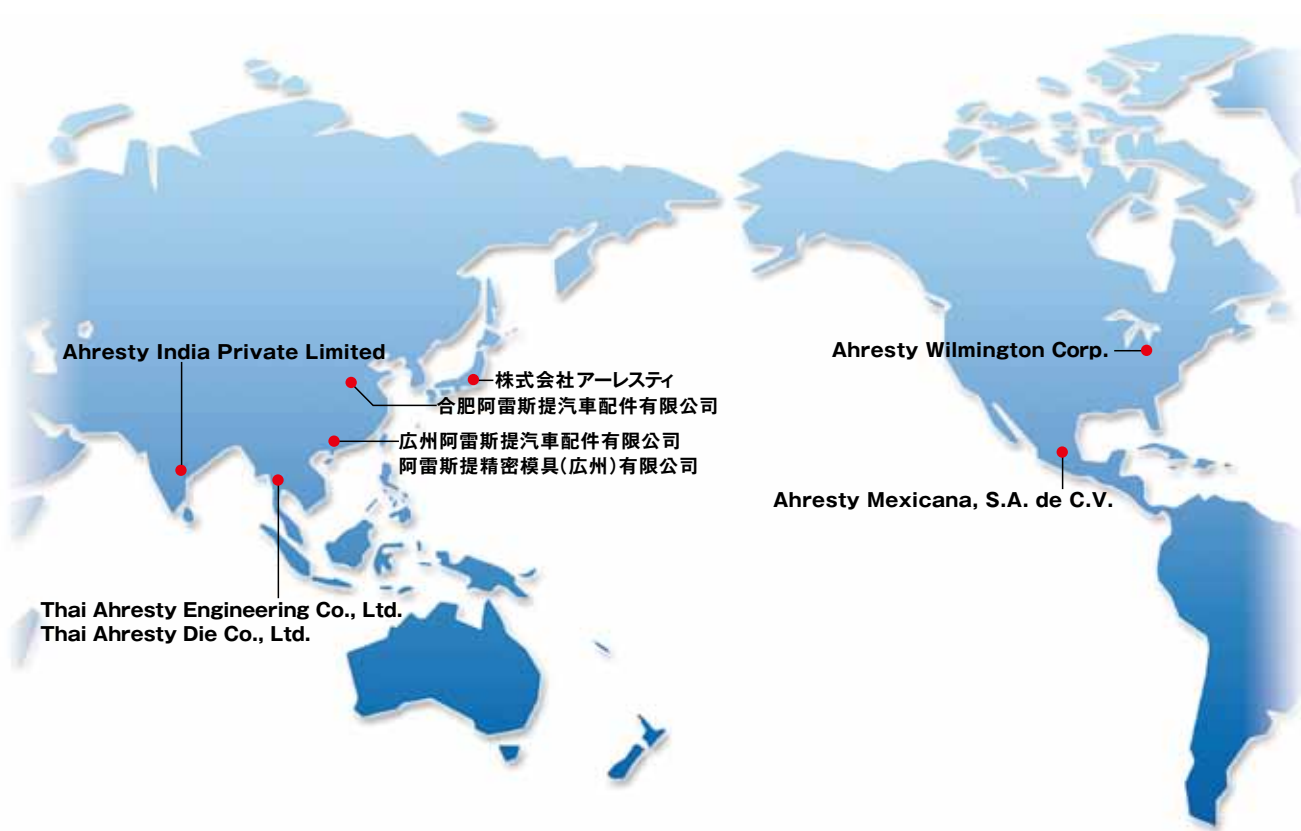 Ahresty India Private Limited
Ahresty Wilmington Corp.
株式会社アーレスティ
合肥阿雷斯提汽車配件有限公司
広州阿雷斯提汽車配件有限公司
阿雷斯提精密模具(広州)有限公司
Ahresty Mexicana, S.A. de C.V.
Thai Ahresty Engineering Co., Ltd.
Thai Ahresty Die Co., Ltd.